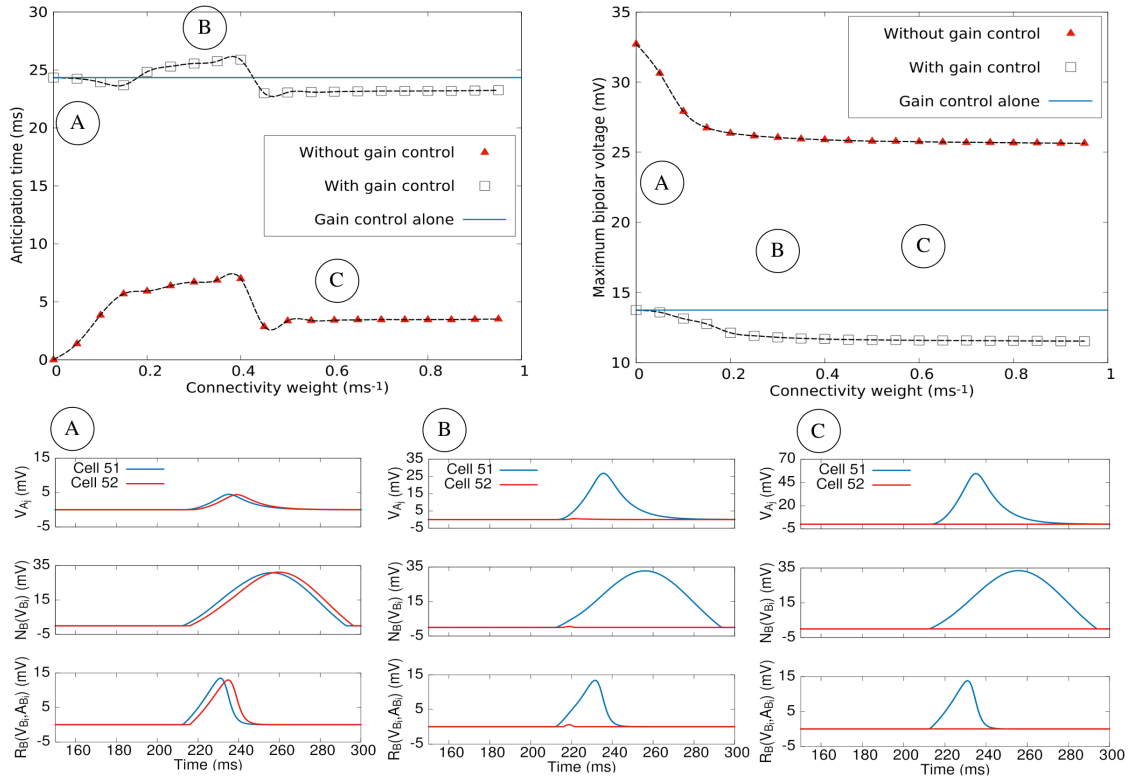 30
25
20
15
10
5
0
Anticipation time (ms)
0
0.2
0.4
0.6
0.8
1
Connectivity weight (ms-1)
A
B
C
Without gain control
With gain control
Gain control alone
35
30
25
20
15
10
Maximum bipolar voltage (mV)
0
0.2
0.4
0.6
0.8
1
Connectivity weight (ms-1)
A
B
C
Without gain control
With gain control
Gain control alone
A
15
5
-5
VAj (mV)
Cell 51
Cell 52
35
15
-5
NB(VBi) (mV)
15
5
-5
RB(VBi,ABi) (mV)
160 180 200 220 240 260 280 300
Time (ms)
B
35
25
15
5
-5
VAj (mV)
Cell 51
Cell 52
35
15
-5
NB(VBi) (mV)
15
5
-5
RB(VBi,ABi) (mV)
160 180 200 220 240 260 280 300
Time (ms)
C
70
45
20
-5
VAj (mV)
Cell 51
Cell 52
35
15
-5
NB(VBi) (mV)
15
5
-5
RB(VBi,ABi) (mV)
160 180 200 220 240 260 280 300
Time (ms)